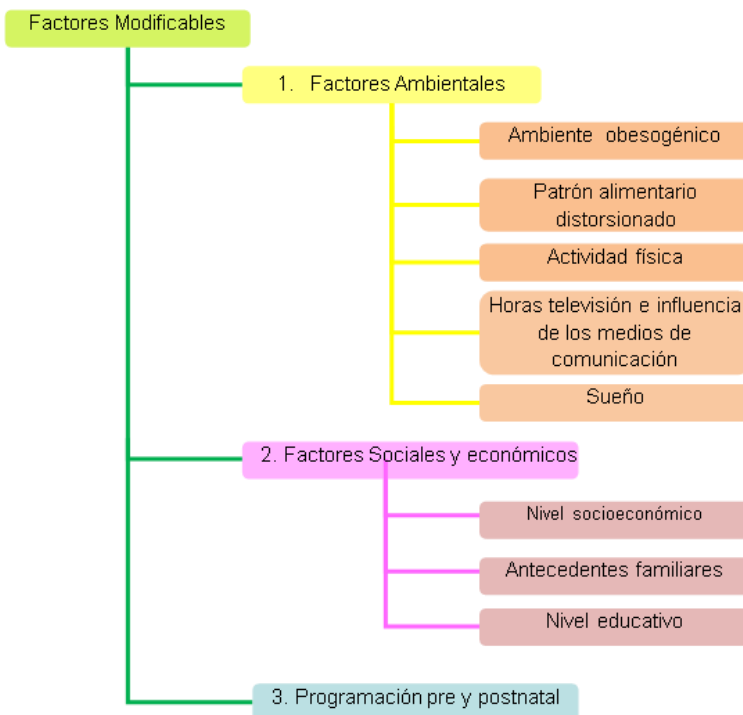 Factores Modificables
1. Factores Ambientales
Ambiente obesogénico
Patrón alimentario
distorsionado
Actividad física
Horas televisión e influencia
de los medios de
comunicación
Sueño
2. Factores Sociales y económicos
Nivel socioeconómico
Antecedentes familiares
Nivel educativo
3. Programación pre y postnatal